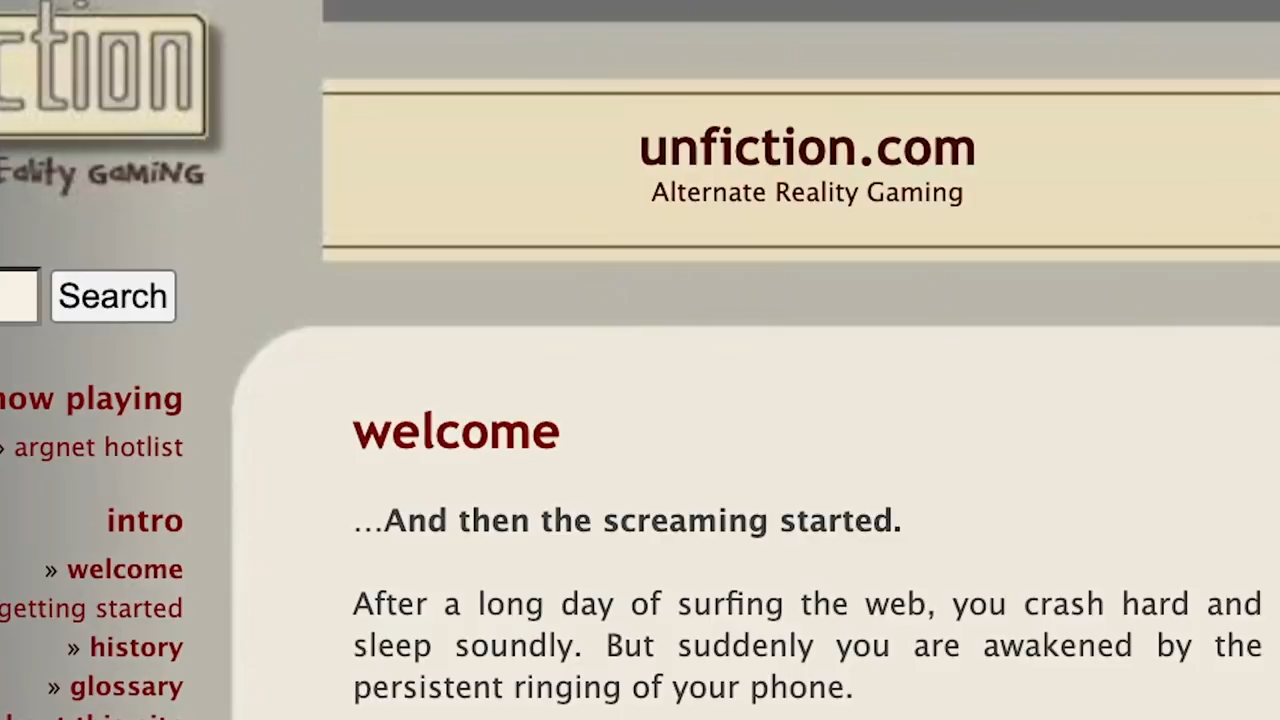 ction
unfiction.com
Alternate Reality Gaming
GAMING
Search
now playing
» argnet hotlist
intro
» welcome
getting started
» history
» glossary
welcome
...And then the screaming started.
After a long day of surfing the web, you crash hard and
sleep soundly. But suddenly you are awakened by the
persistent ringing of your phone.